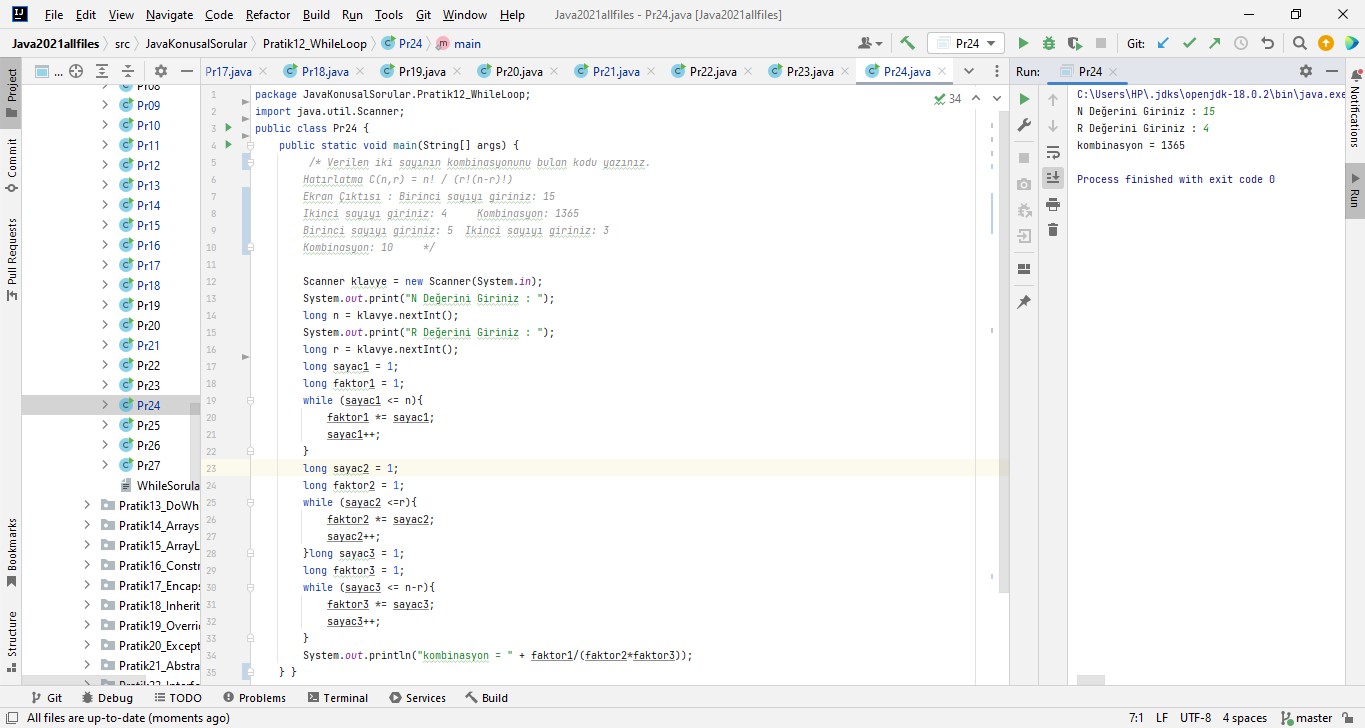 File Edit View Navigate Code Refactor Build Run Tools Git Window Help Java2021allfiles - Pr24.java [Java2021allfiles]
Java2021allfiles src JavaKonusalSorular Pratik12_WhileLoop Pr24 main Pr24 Git:
Project
Commit
Pull Requests
Bookmarks
Structure
...
Pr08
Pr09
Pr10
Pr11
Pr12
Pr13
Pr14
Pr15
Pr16
Pr17
Pr18
Pr19
Pr20
Pr21
Pr22
Pr23
Pr24
Pr25
Pr26
Pr27
WhileSorula
Pratik13_DoWh
Pratik14_Arrays
Pratik15_ArrayL
Pratik16_Constr
Pratik17_Encaps
Pratik18_Inherit
Pratik19_Overri
Pratik20_Except
Pratik21_Abstra
Pr17.java Pr18.java Pr19.java Pr20.java Pr21.java Pr22.java Pr23.java Pr24.java
34
1 package JavaKonusalSorular.Pratik12_WhileLoop;
2 import java.util.Scanner;
3 public class Pr24 {
4 public static void main(String[] args) {
5 /* Verilen iki sayının kombinasyonunu bulan kodu yazınız.
6 Hatırlatma C(n,r) = n! / (r!(n-r)!)
7 Ekran Çıktısı : Birinci sayıyı giriniz: 15
8 Ikinci sayıyı giriniz: 4 Kombinasyon: 1365
9 Birinci sayıyı giriniz: 5 Ikinci sayıyı giriniz: 3
10 Kombinasyon: 10 */
11
12 Scanner klavye = new Scanner(System.in);
13 System.out.print("N Değerini Giriniz : ");
14 long n = klavye.nextInt();
15 System.out.print("R Değerini Giriniz : ");
16 long r = klavye.nextInt();
17 long sayac1 = 1;
18 long faktor1 = 1;
19 while (sayac1 <= n){
20 faktor1 *= sayac1;
21 sayac1++;
22 }
23 long sayac2 = 1;
24 long faktor2 = 1;
25 while (sayac2 <=r){
26 faktor2 *= sayac2;
27 sayac2++;
28 }long sayac3 = 1;
29 long faktor3 = 1;
30 while (sayac3 <= n-r){
31 faktor3 *= sayac3;
32 sayac3++;
33 }
34 System.out.println("kombinasyon = " + faktor1/(faktor2*faktor3));
35 } }
Run: Pr24
C:\Users\HP\.jdks\openjdk-18.0.2\bin\java.exe
N Değerini Giriniz : 15
R Değerini Giriniz : 4
kombinasyon = 1365
Process finished with exit code 0
Notifications
Run
Git Debug TODO Problems Terminal Services Build
All files are up-to-date (moments ago) 7:1 LF UTF-8 4 spaces master